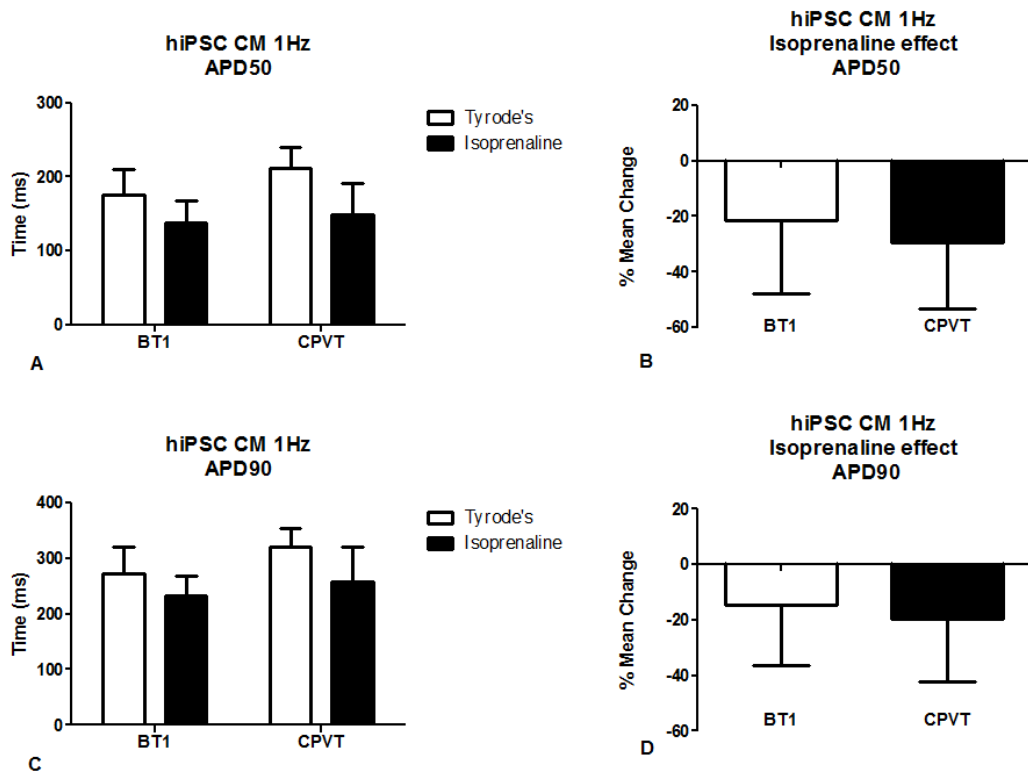 hiPSC CM 1Hz
APD50
Time (ms)
300
200
100
0
BT1
CPVT
Tyrode's
Isoprenaline
A
hiPSC CM 1Hz
Isoprenaline effect
APD50
% Mean Change
20
0
-20
-40
-60
BT1
CPVT
B
hiPSC CM 1Hz
APD90
Time (ms)
400
300
200
100
0
BT1
CPVT
Tyrode's
Isoprenaline
C
hiPSC CM 1Hz
Isoprenaline effect
APD90
% Mean Change
20
0
-20
-40
-60
BT1
CPVT
D